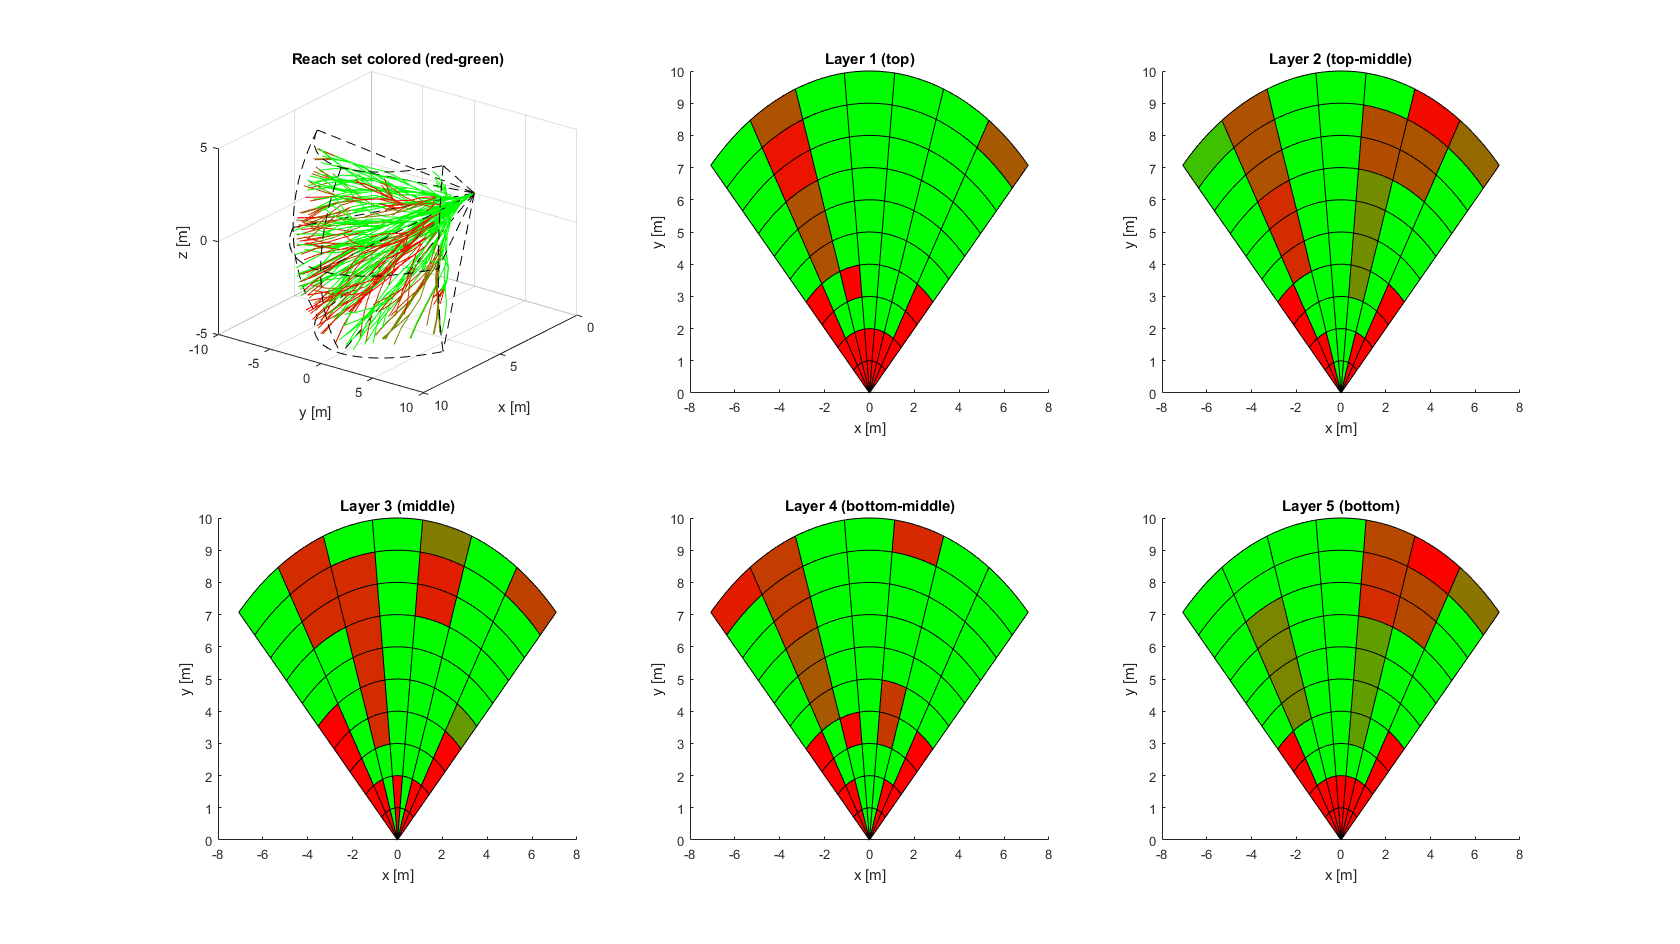 Reach set colored (red-green)
5
0
-5
z [m]
-10
-5
0
5
10
y [m]
10
5
0
x [m]
Layer 1 (top)
10
9
8
7
6
5
4
3
2
1
0
y [m]
-8 -6 -4 -2 0 2 4 6 8
x [m]
Layer 2 (top-middle)
10
9
8
7
6
5
4
3
2
1
0
y [m]
-8 -6 -4 -2 0 2 4 6 8
x [m]
Layer 3 (middle)
10
9
8
7
6
5
4
3
2
1
0
y [m]
-8 -6 -4 -2 0 2 4 6 8
x [m]
Layer 4 (bottom-middle)
10
9
8
7
6
5
4
3
2
1
0
y [m]
-8 -6 -4 -2 0 2 4 6 8
x [m]
Layer 5 (bottom)
10
9
8
7
6
5
4
3
2
1
0
y [m]
-8 -6 -4 -2 0 2 4 6 8
x [m]